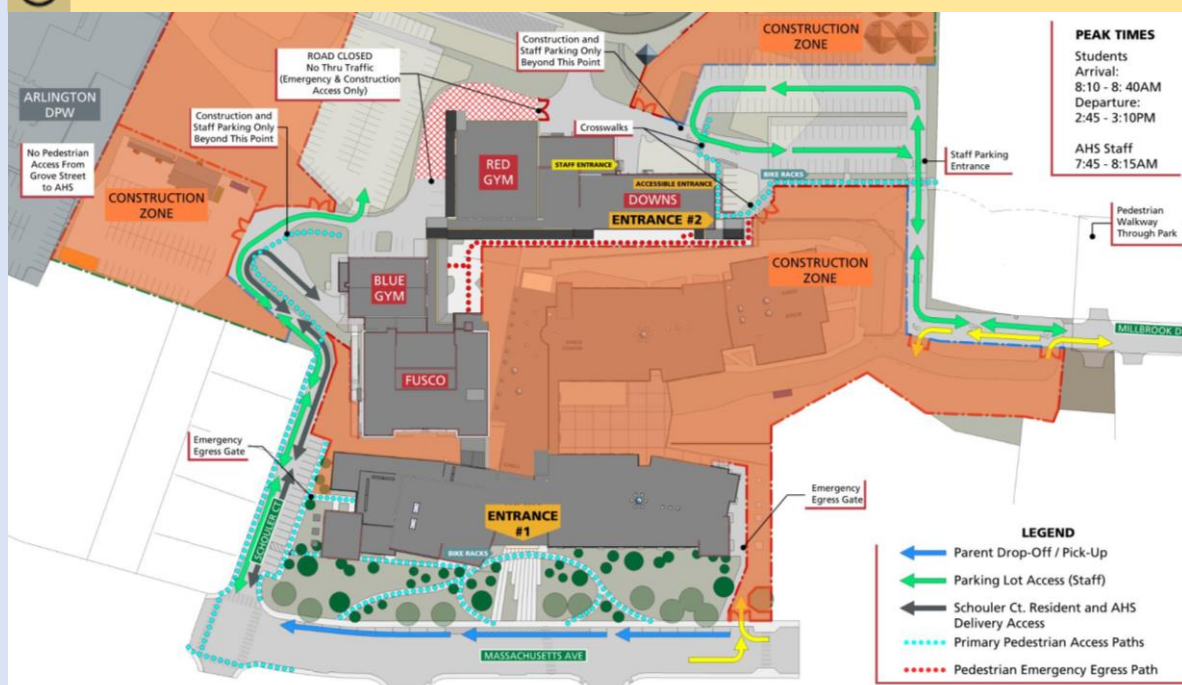 CONSTRUCTION
ZONE
Construction and
Staff Parking Only
Beyond This Point
ROAD CLOSED
No Thru Traffic
(Emergency & Construction
Access Only)
PEAK TIMES
Students
Arrival:
8:10 - 8: 40AM
Departure:
2:45 - 3:10PM
AHS Staff
7:45 - 8:15AM
ARLINGTON
DPW
Construction and
Staff Parking Only
Beyond This Point
No Pedestrian
Access From
Grove Street
to AHS
CONSTRUCTION
ZONE
Crosswalks
RED
GYM
STAFF ENTRANCE
ACCESSIBLE ENTRANCE
DOWNS
ENTRANCE #2
BIKE RACKS
Staff Parking
Entrance
Pedestrian
Walkway
Through Park
CONSTRUCTION
ZONE
BLUE
GYM
FUSCO
MILLBROOK D
Emergency
Egress Gate
SCHOULER CT
ENTRANCE
#1
BIKE RACKS
Emergency
Egress Gate
MASSACHUSETTS AVE
LEGEND
Parent Drop-Off / Pick-Up
Parking Lot Access (Staff)
Schouler Ct. Resident and AHS
Delivery Access
Primary Pedestrian Access Paths
Pedestrian Emergency Egress Path